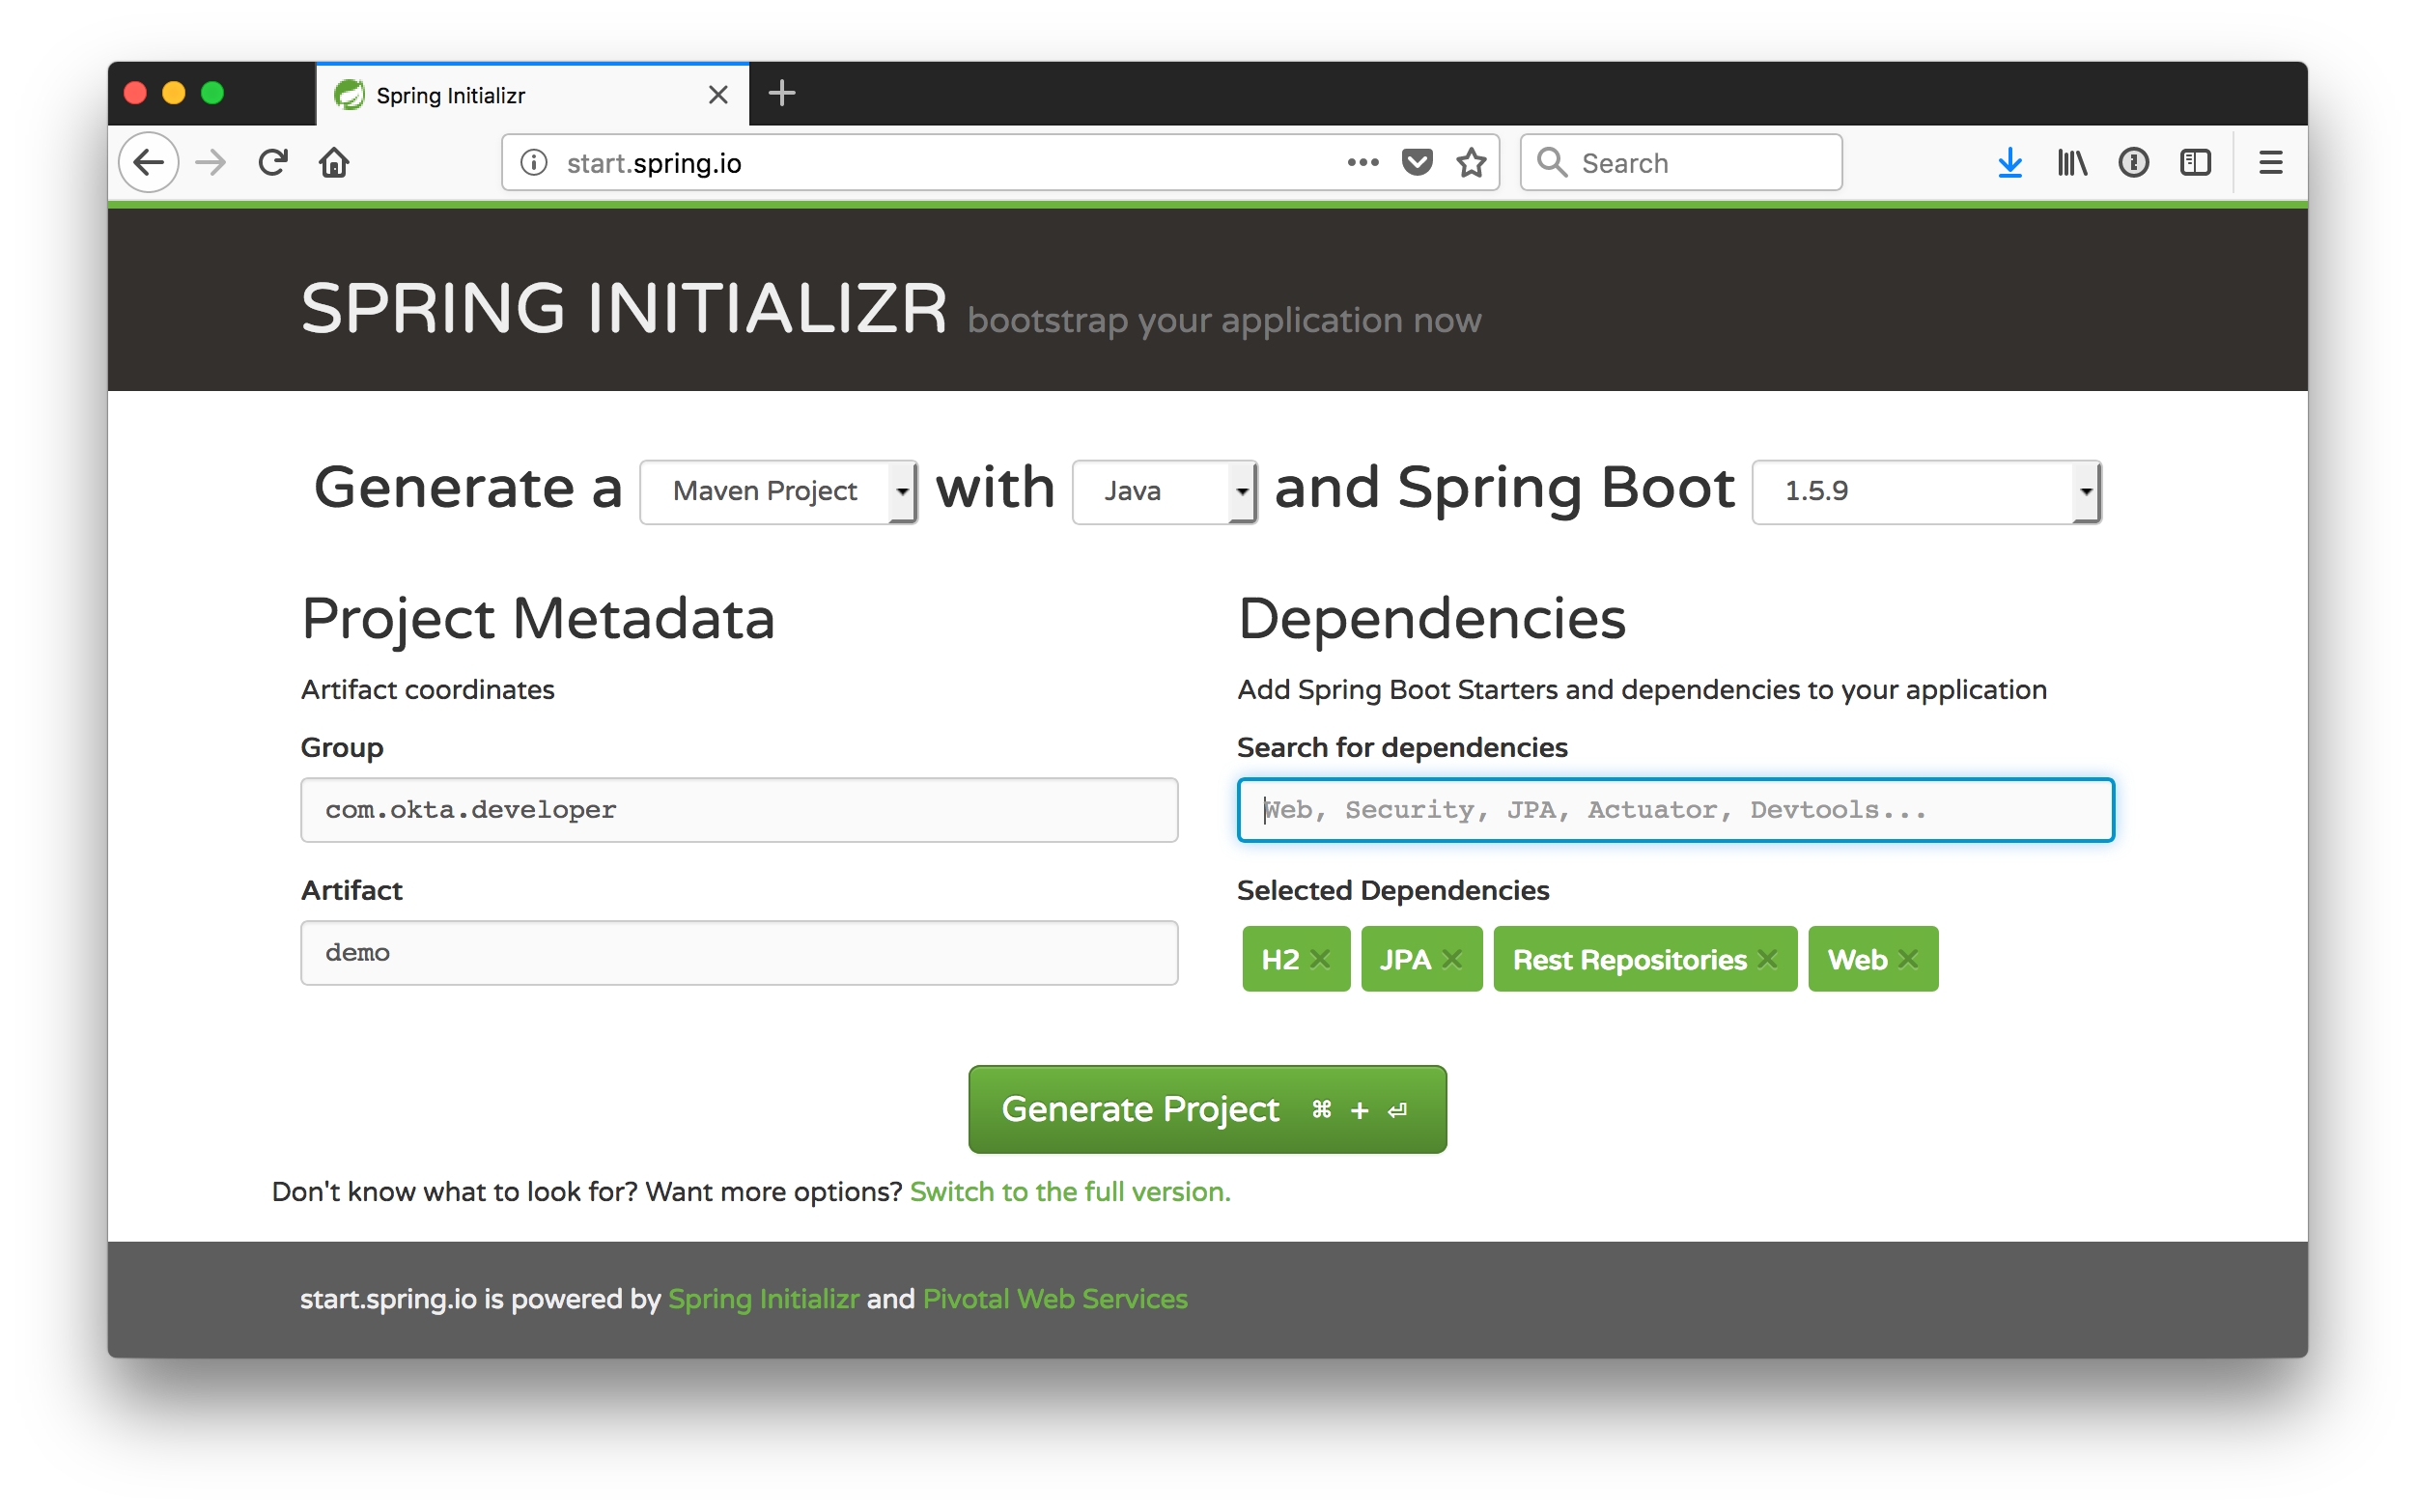 Spring Initializr
start.spring.io
Search
SPRING INITIALIZR bootstrap your application now
Generate a Maven Project with Java and Spring Boot 1.5.9
Project Metadata
Artifact coordinates
Group
com.okta.developer
Artifact
demo
Dependencies
Add Spring Boot Starters and dependencies to your application
Search for dependencies
Web, Security, JPA, Actuator, Devtools...
Selected Dependencies
H2 JPA Rest Repositories Web
Generate Project ⌘ + ⏎
Don't know what to look for? Want more options? Switch to the full version.
start.spring.io is powered by Spring Initializr and Pivotal Web Services